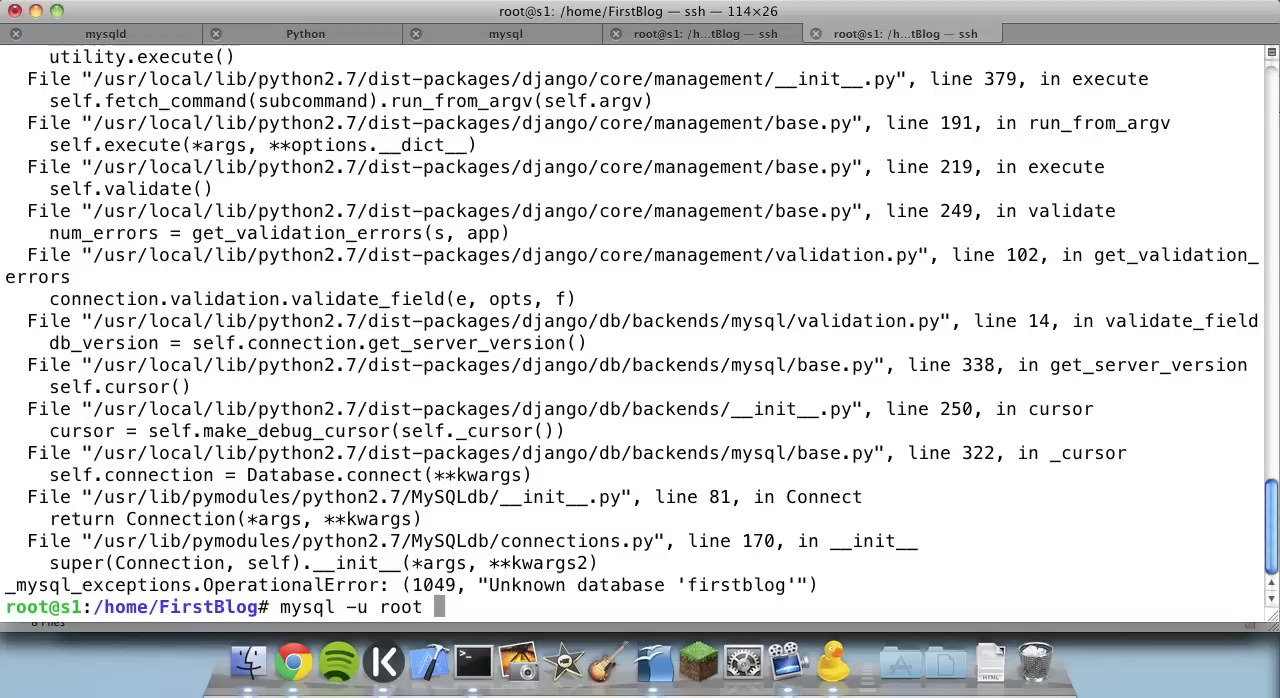 root@s1: /home/FirstBlog — ssh — 114×26
mysqld
Python
mysql
root@s1: /h...tBlog — ssh
root@s1: /h...tBlog — ssh
utility.execute()
File "/usr/local/lib/python2.7/dist-packages/django/core/management/__init__.py", line 379, in execute
self.fetch_command(subcommand).run_from_argv(self.argv)
File "/usr/local/lib/python2.7/dist-packages/django/core/management/base.py", line 191, in run_from_argv
self.execute(*args, **options.__dict__)
File "/usr/local/lib/python2.7/dist-packages/django/core/management/base.py", line 219, in execute
self.validate()
File "/usr/local/lib/python2.7/dist-packages/django/core/management/base.py", line 249, in validate
num_errors = get_validation_errors(s, app)
File "/usr/local/lib/python2.7/dist-packages/django/core/management/validation.py", line 102, in get_validation_
errors
connection.validation.validate_field(e, opts, f)
File "/usr/local/lib/python2.7/dist-packages/django/db/backends/mysql/validation.py", line 14, in validate_field
db_version = self.connection.get_server_version()
File "/usr/local/lib/python2.7/dist-packages/django/db/backends/mysql/base.py", line 338, in get_server_version
self.cursor()
File "/usr/local/lib/python2.7/dist-packages/django/db/backends/__init__.py", line 250, in cursor
cursor = self.make_debug_cursor(self._cursor())
File "/usr/local/lib/python2.7/dist-packages/django/db/backends/mysql/base.py", line 322, in _cursor
self.connection = Database.connect(**kwargs)
File "/usr/lib/pymodules/python2.7/MySQLdb/__init__.py", line 81, in Connect
return Connection(*args, **kwargs)
File "/usr/lib/pymodules/python2.7/MySQLdb/connections.py", line 170, in __init__
super(Connection, self).__init__(*args, **kwargs2)
_mysql_exceptions.OperationalError: (1049, "Unknown database 'firstblog'")
root@s1:/home/FirstBlog# mysql -u root
Files
HTML